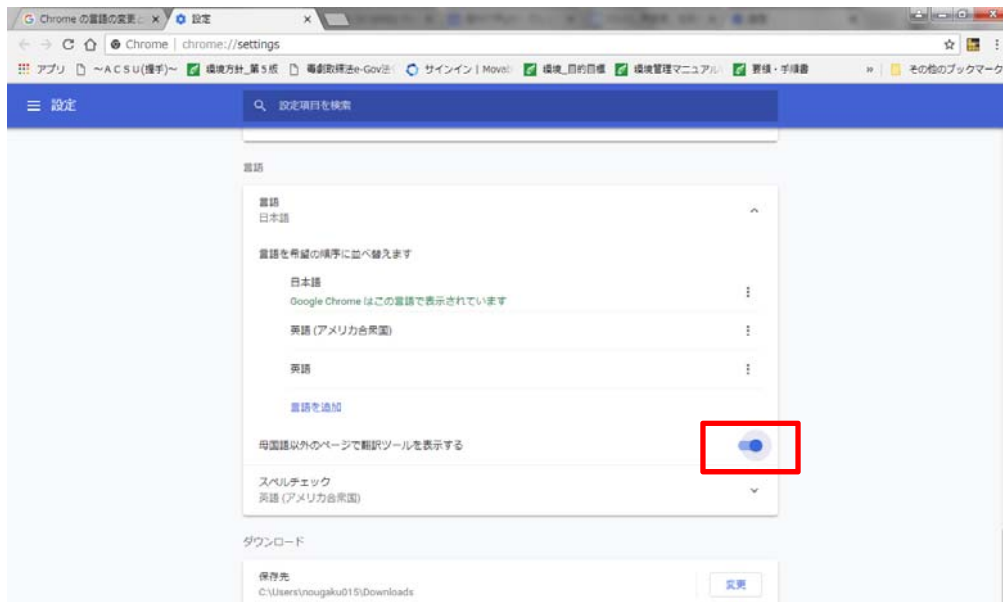 Chrome の言語の変更と
設定
Chrome | chrome://settings
アプリ
～ＡＣＳＵ(種手)～
環境方針_第５版
毒劇取締法e-Gov法
サインイン | Movab
環境_目的目標
環境管理マニュアル
要領・手順書
»
その他のブックマーク
設定
設定項目を検索
言語
言語
日本語
言語を希望の順序に並べ替えます
日本語
Google Chrome はこの言語で表示されています
英語 (アメリカ合衆国)
英語
言語を追加
母国語以外のページで翻訳ツールを表示する
スペルチェック
英語 (アメリカ合衆国)
ダウンロード
保存先
変更
C:\Users\nougaku015\Downloads